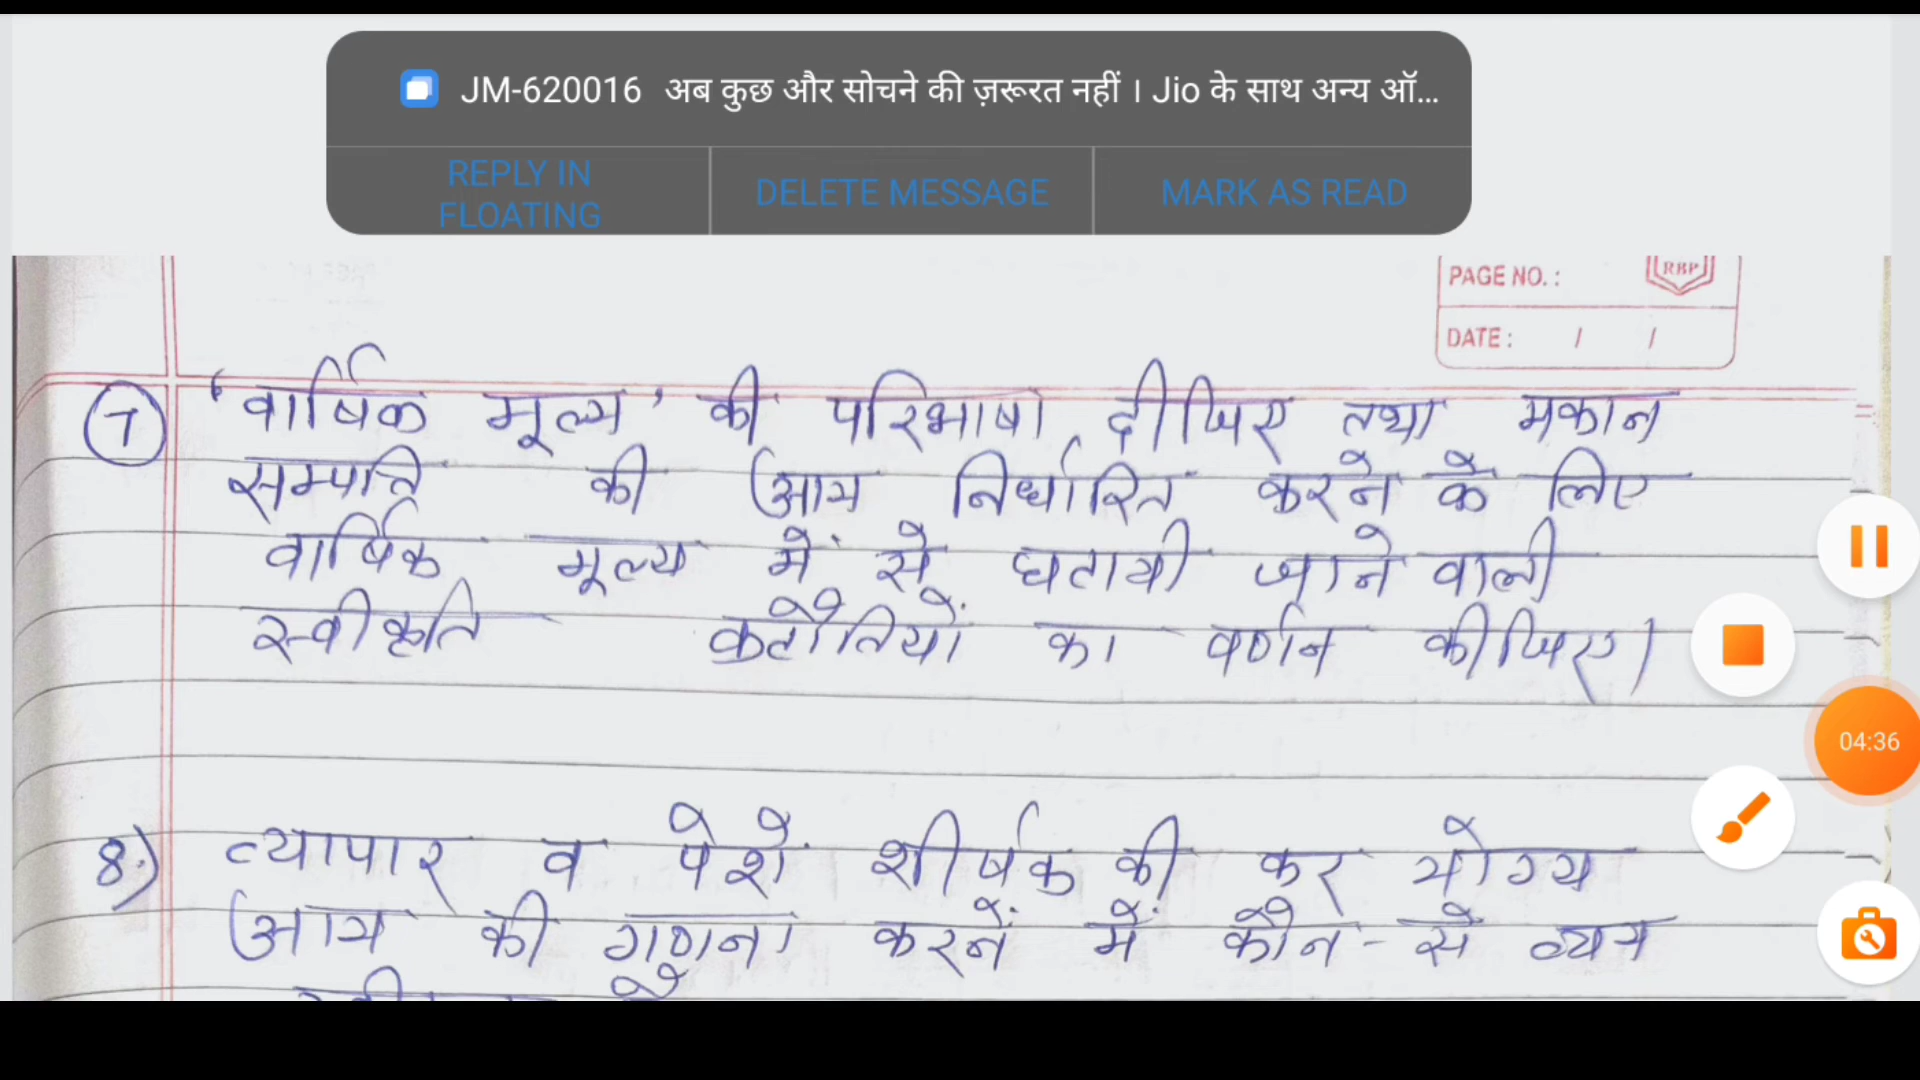 JM-620016 अब कुछ और सोचने की ज़रूरत नहीं । Jio के साथ अन्य ऑ...
REPLY IN
FLOATING
DELETE MESSAGE
MARK AS READ
PAGE NO. :
RBP
DATE : / /
7 'वार्षिक मूल्य' की परिभाषा दीजिए तथा मकान
सम्पत्ति की आय निर्धारित करने के लिए
वार्षिक मूल्य में से घटायी जाने वाली
स्वीकृति कटौतियों का वर्णन कीजिए।
04:36
8.) व्यापार व पेशे शीर्षक की कर योग्य
आय की गणना करनें में कौन-से व्यय